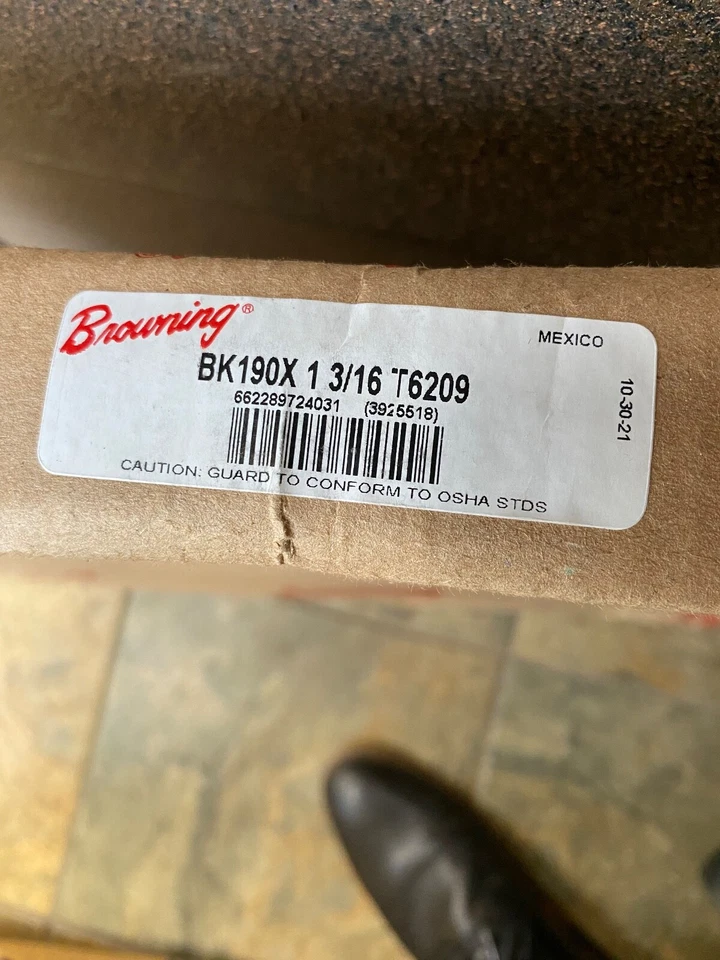 Browning®
MEXICO
BK190X 1 3/16 T6209
662289724031 (3925518)
10-30-21
CAUTION: GUARD TO CONFORM TO OSHA STDS